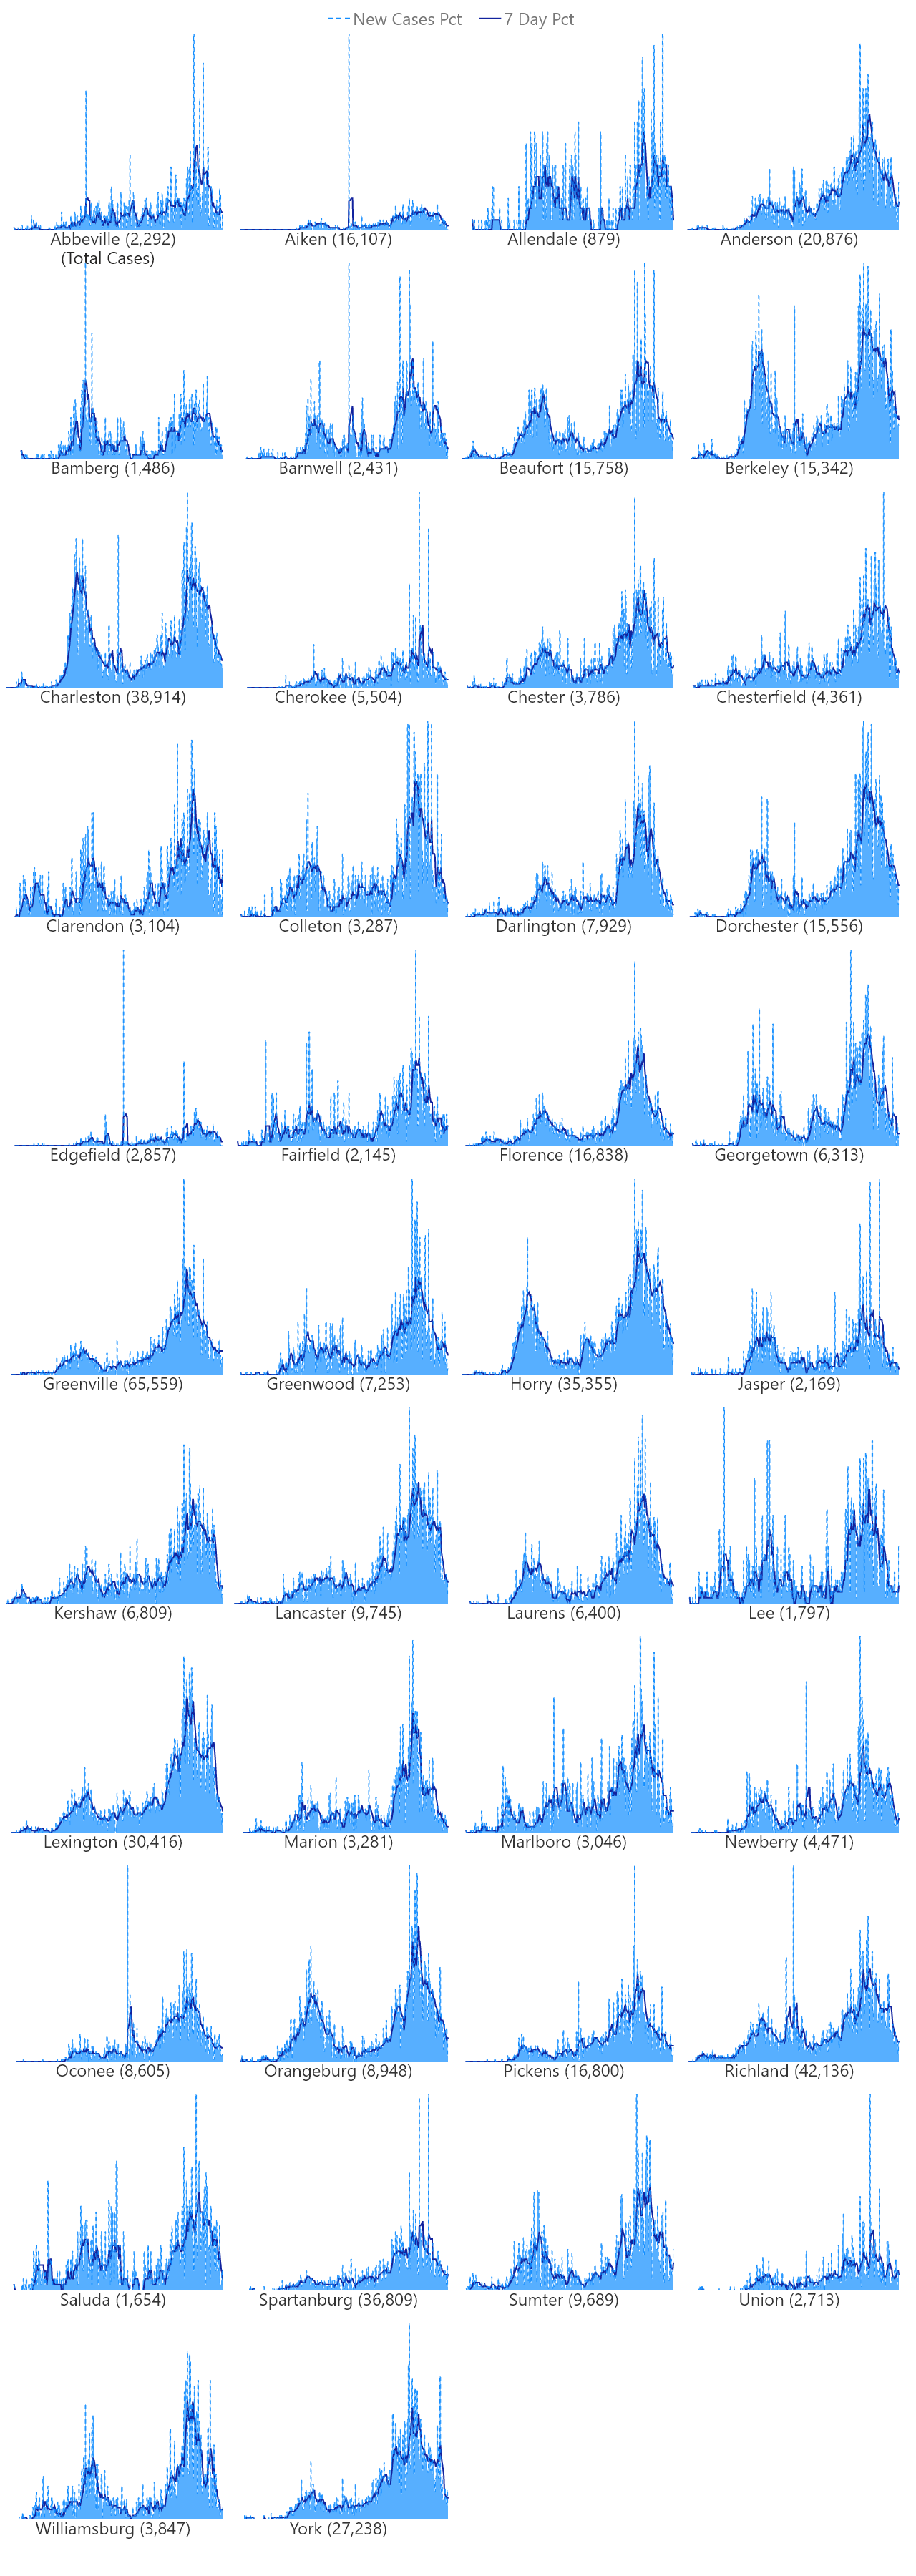 New Cases Pct 7 Day Pct
Abbeville (2,292) Aiken (16,107) Allendale (879) Anderson (20,876)
(Total Cases)
Bamberg (1,486) Barnwell (2,431) Beaufort (15,758) Berkeley (15,342)
Charleston (38,914) Cherokee (5,504) Chester (3,786) Chesterfield (4,361)
Clarendon (3,104) Colleton (3,287) Darlington (7,929) Dorchester (15,556)
Edgefield (2,857) Fairfield (2,145) Florence (16,838) Georgetown (6,313)
Greenville (65,559) Greenwood (7,253) Horry (35,355) Jasper (2,169)
Kershaw (6,809) Lancaster (9,745) Laurens (6,400) Lee (1,797)
Lexington (30,416) Marion (3,281) Marlboro (3,046) Newberry (4,471)
Oconee (8,605) Orangeburg (8,948) Pickens (16,800) Richland (42,136)
Saluda (1,654) Spartanburg (36,809) Sumter (9,689) Union (2,713)
Williamsburg (3,847) York (27,238)